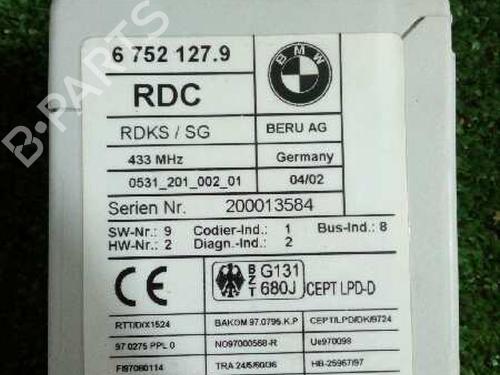 6 752 127.9
BMW
RDC
RDKS / SG
BERU AG
433 MHz
Germany
0531_201_002_01
04/02
Serien Nr. 200013584
SW-Nr.: 9 Codier-Ind.: 1 Bus-Ind.: 8
HW-Nr.: 2 Diagn.-Ind.: 2
CE
BZT
G131
680J
CEPT LPD-D
RTT/D/X1524
BAKOM 97.0795.K.P
CEPT/LPD/DK/9724
97 0275 PPL 0
NO97000568-R
Ue970098
FI97080114
TRA 24/5/60/36
HB-25967/97
B-PARTS